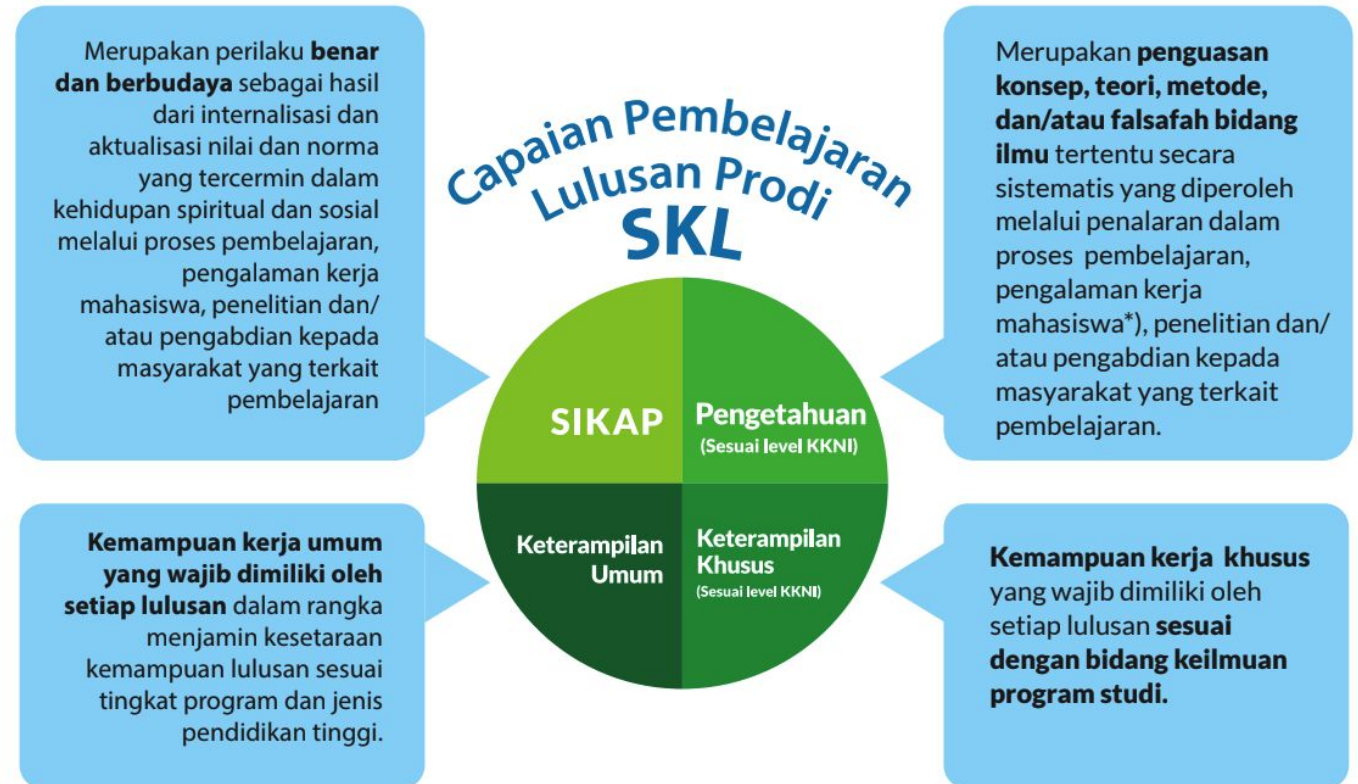 Merupakan perilaku benar
dan berbudaya sebagai hasil
dari internalisasi dan
aktualisasi nilai dan norma
yang tercermin dalam
kehidupan spiritual dan sosial
melalui proses pembelajaran,
pengalaman kerja
mahasiswa, penelitian dan/
atau pengabdian kepada
masyarakat yang terkait
pembelajaran
Capaian Pembelajaran
Lulusan Prodi
SKL
Merupakan penguasan
konsep, teori, metode,
dan/atau falsafah bidang
ilmu tertentu secara
sistematis yang diperoleh
melalui penalaran dalam
proses pembelajaran,
pengalaman kerja
mahasiswa*), penelitian dan/
atau pengabdian kepada
masyarakat yang terkait
pembelajaran.
SIKAP
Pengetahuan
(Sesuai level KKNI)
Keterampilan
Umum
Keterampilan
Khusus
(Sesuai level KKNI)
Kemampuan kerja umum
yang wajib dimiliki oleh
setiap lulusan dalam rangka
menjamin kesetaraan
kemampuan lulusan sesuai
tingkat program dan jenis
pendidikan tinggi.
Kemampuan kerja khusus
yang wajib dimiliki oleh
setiap lulusan sesuai
dengan bidang keilmuan
program studi.